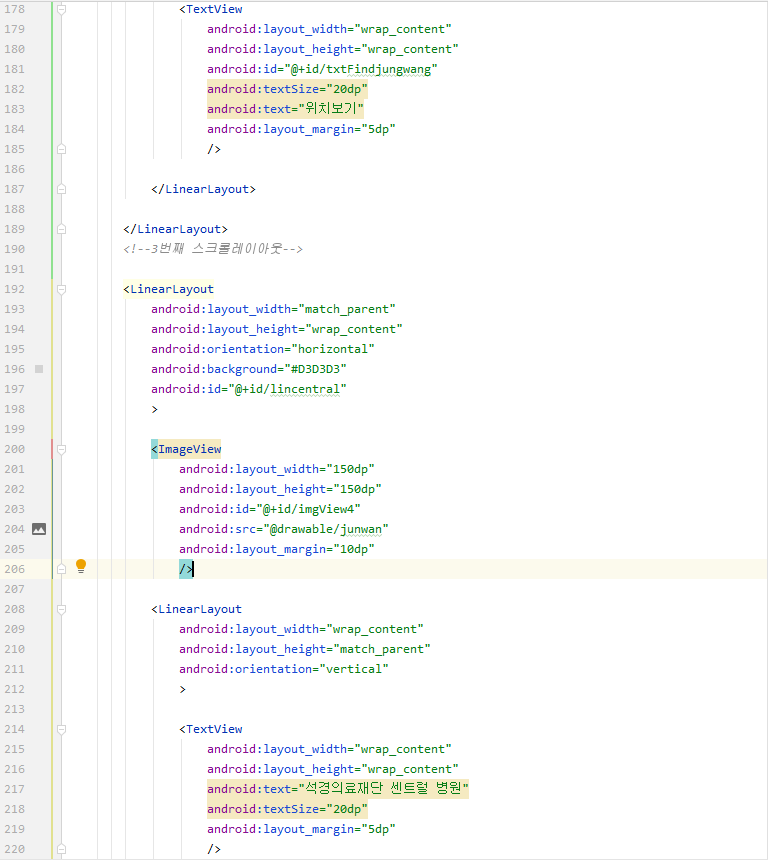 178 <TextView
179 android:layout_width="wrap_content"
180 android:layout_height="wrap_content"
181 android:id="@+id/txtFindjungwang"
182 android:textSize="20dp"
183 android:text="위치보기"
184 android:layout_margin="5dp"
185 />
186
187 </LinearLayout>
188
189 </LinearLayout>
190 <!--3번째 스크롤레이아웃-->
191
192 <LinearLayout
193 android:layout_width="match_parent"
194 android:layout_height="wrap_content"
195 android:orientation="horizontal"
196 android:background="#D3D3D3"
197 android:id="@+id/lincentral"
198 >
199
200 <ImageView
201 android:layout_width="150dp"
202 android:layout_height="150dp"
203 android:id="@+id/imgView4"
204 android:src="@drawable/junwan"
205 android:layout_margin="10dp"
206 />
207
208 <LinearLayout
209 android:layout_width="wrap_content"
210 android:layout_height="match_parent"
211 android:orientation="vertical"
212 >
213
214 <TextView
215 android:layout_width="wrap_content"
216 android:layout_height="wrap_content"
217 android:text="석경의료재단 센트럴 병원"
218 android:textSize="20dp"
219 android:layout_margin="5dp"
220 />